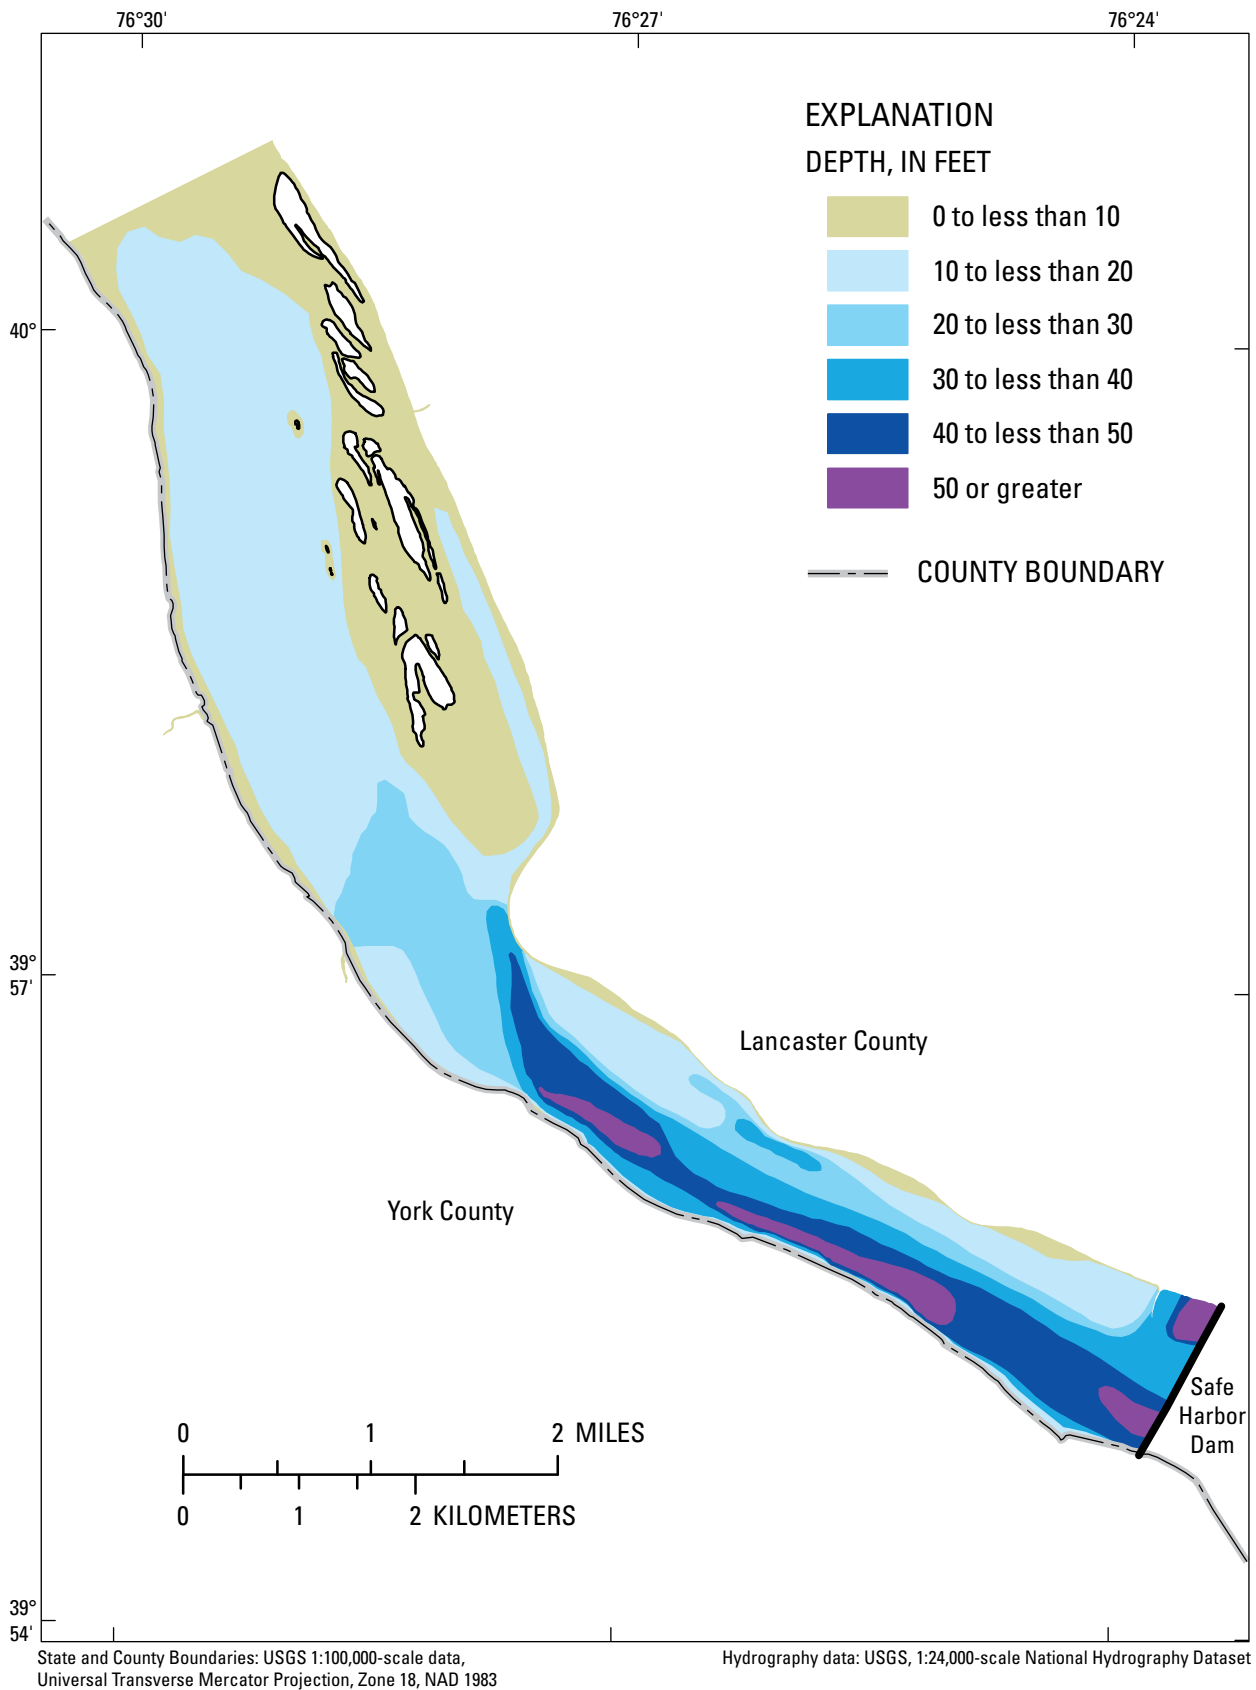 76°30'
76°27'
76°24'
EXPLANATION
DEPTH, IN FEET
0 to less than 10
10 to less than 20
20 to less than 30
30 to less than 40
40 to less than 50
50 or greater
COUNTY BOUNDARY
40°
39°
57'
Lancaster County
York County
Safe
Harbor
Dam
0 1 2 MILES
0 1 2 KILOMETERS
39°
54'
State and County Boundaries: USGS 1:100,000-scale data,
Universal Transverse Mercator Projection, Zone 18, NAD 1983
Hydrography data: USGS, 1:24,000-scale National Hydrography Dataset